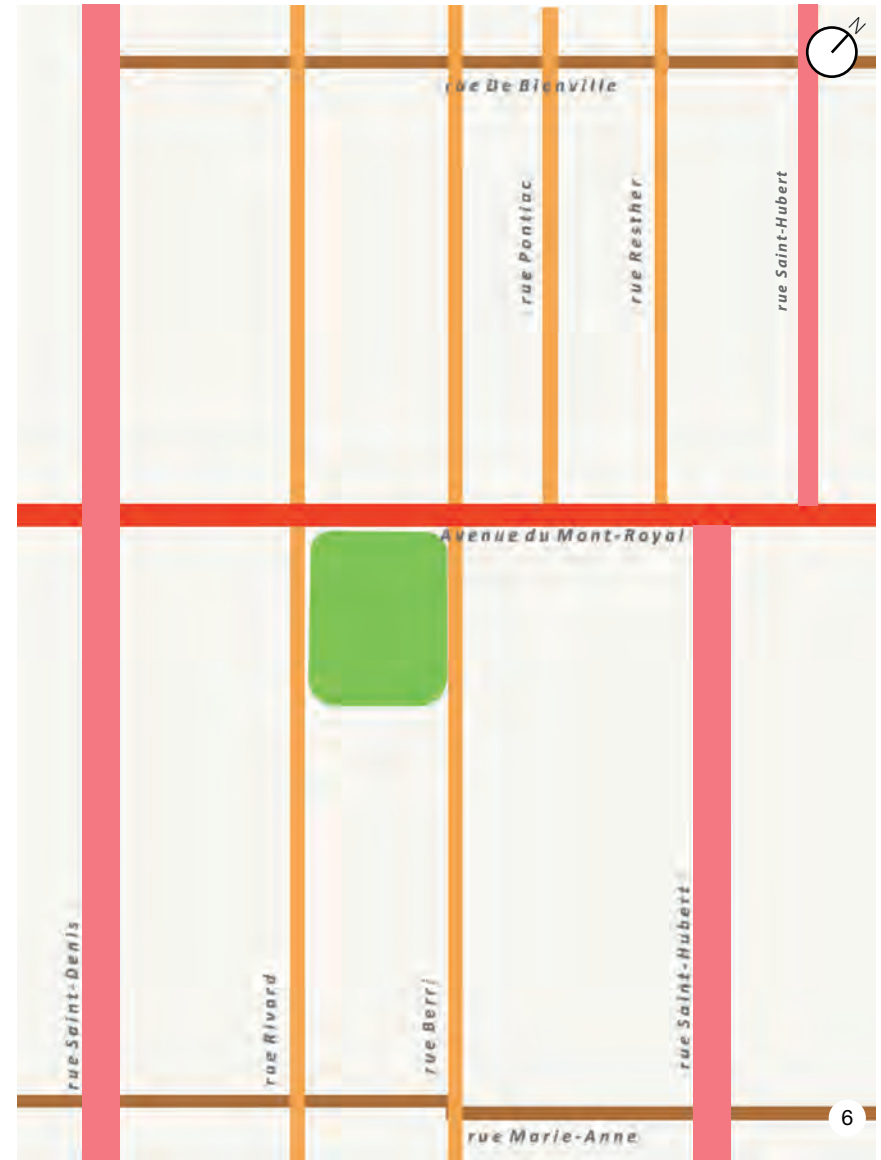 N
rue De Bienville
rue Pontiac
rue Resther
rue Saint-Hubert
Avenue du Mont-Royal
rue Saint-Denis
rue Rivard
rue Berri
rue Saint-Hubert
6
rue Marie-Anne